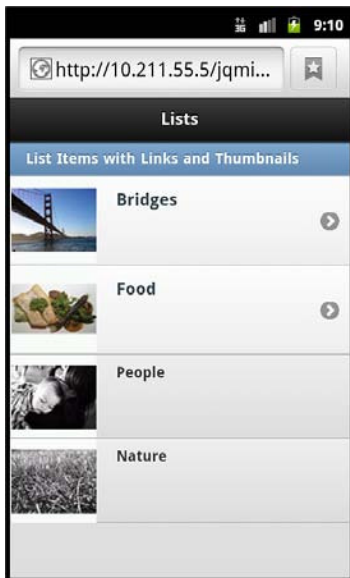 3G 9:10
http://10.211.55.5/jqmi...
Lists
List Items with Links and Thumbnails
Bridges
Food
People
Nature